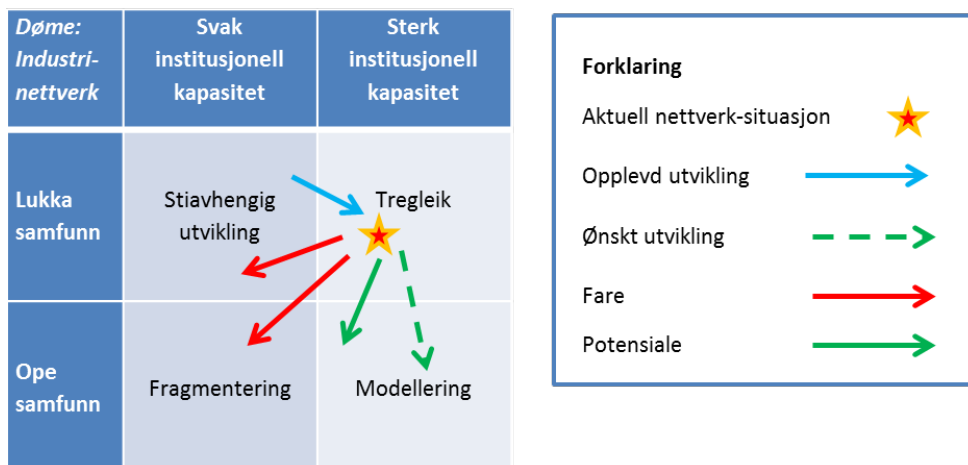 Døme:
Industri-
nettverk
Svak
institusjonell
kapasitet
Sterk
institusjonell
kapasitet
Lukka
samfunn
Stiavhengig
utvikling
Tregleik
Ope
samfunn
Fragmentering
Modellering
Forklaring
Aktuell nettverk-situasjon
Opplevd utvikling
Ønskt utvikling
Fare
Potensiale